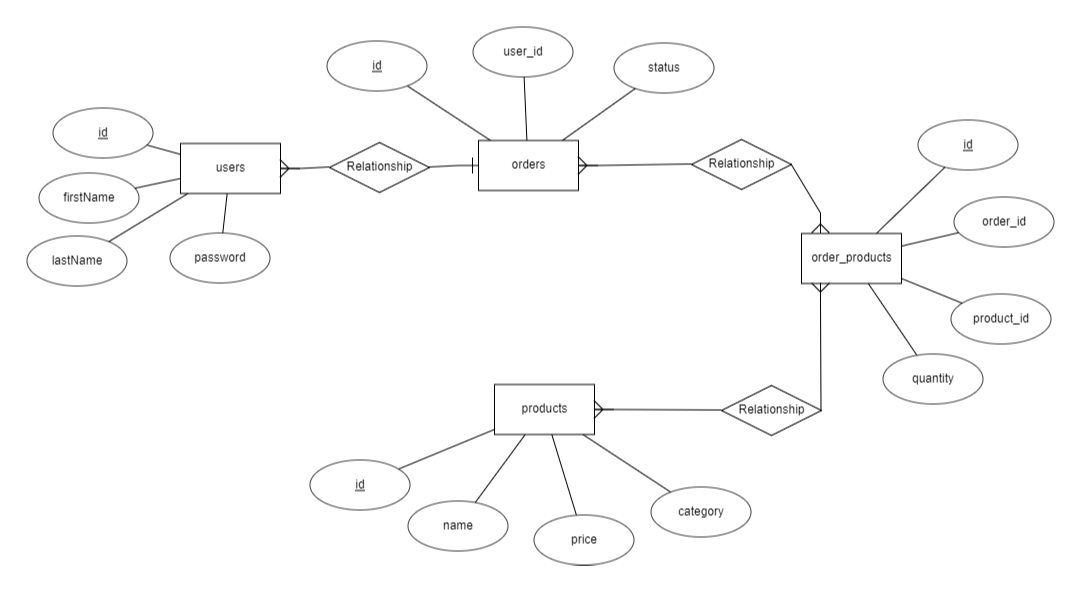 user_id
id
status
id
users
Relationship
orders
Relationship
id
firstName
lastName
password
order_id
order_products
product_id
quantity
products
Relationship
id
name
price
category